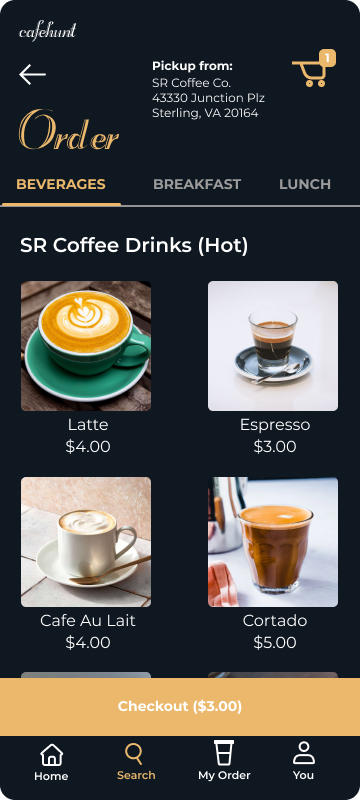 cafehunt
1
Pickup from:
SR Coffee Co.
43330 Junction Plz
Sterling, VA 20164
Order
BEVERAGES BREAKFAST LUNCH
SR Coffee Drinks (Hot)
Latte Espresso
$4.00 $3.00
Cafe Au Lait Cortado
$4.00 $5.00
Checkout ($3.00)
Home Search My Order You